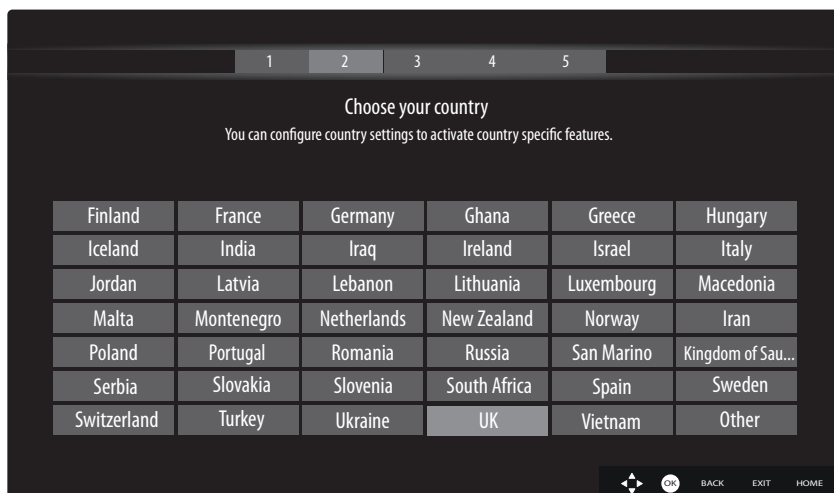 1 2 3 4 5
Choose your country
You can configure country settings to activate country specific features.
Finland France Germany Ghana Greece Hungary
Iceland India Iraq Ireland Israel Italy
Jordan Latvia Lebanon Lithuania Luxembourg Macedonia
Malta Montenegro Netherlands New Zealand Norway Iran
Poland Portugal Romania Russia San Marino Kingdom of Sau...
Serbia Slovakia Slovenia South Africa Spain Sweden
Switzerland Turkey Ukraine UK Vietnam Other
OK BACK EXIT HOME